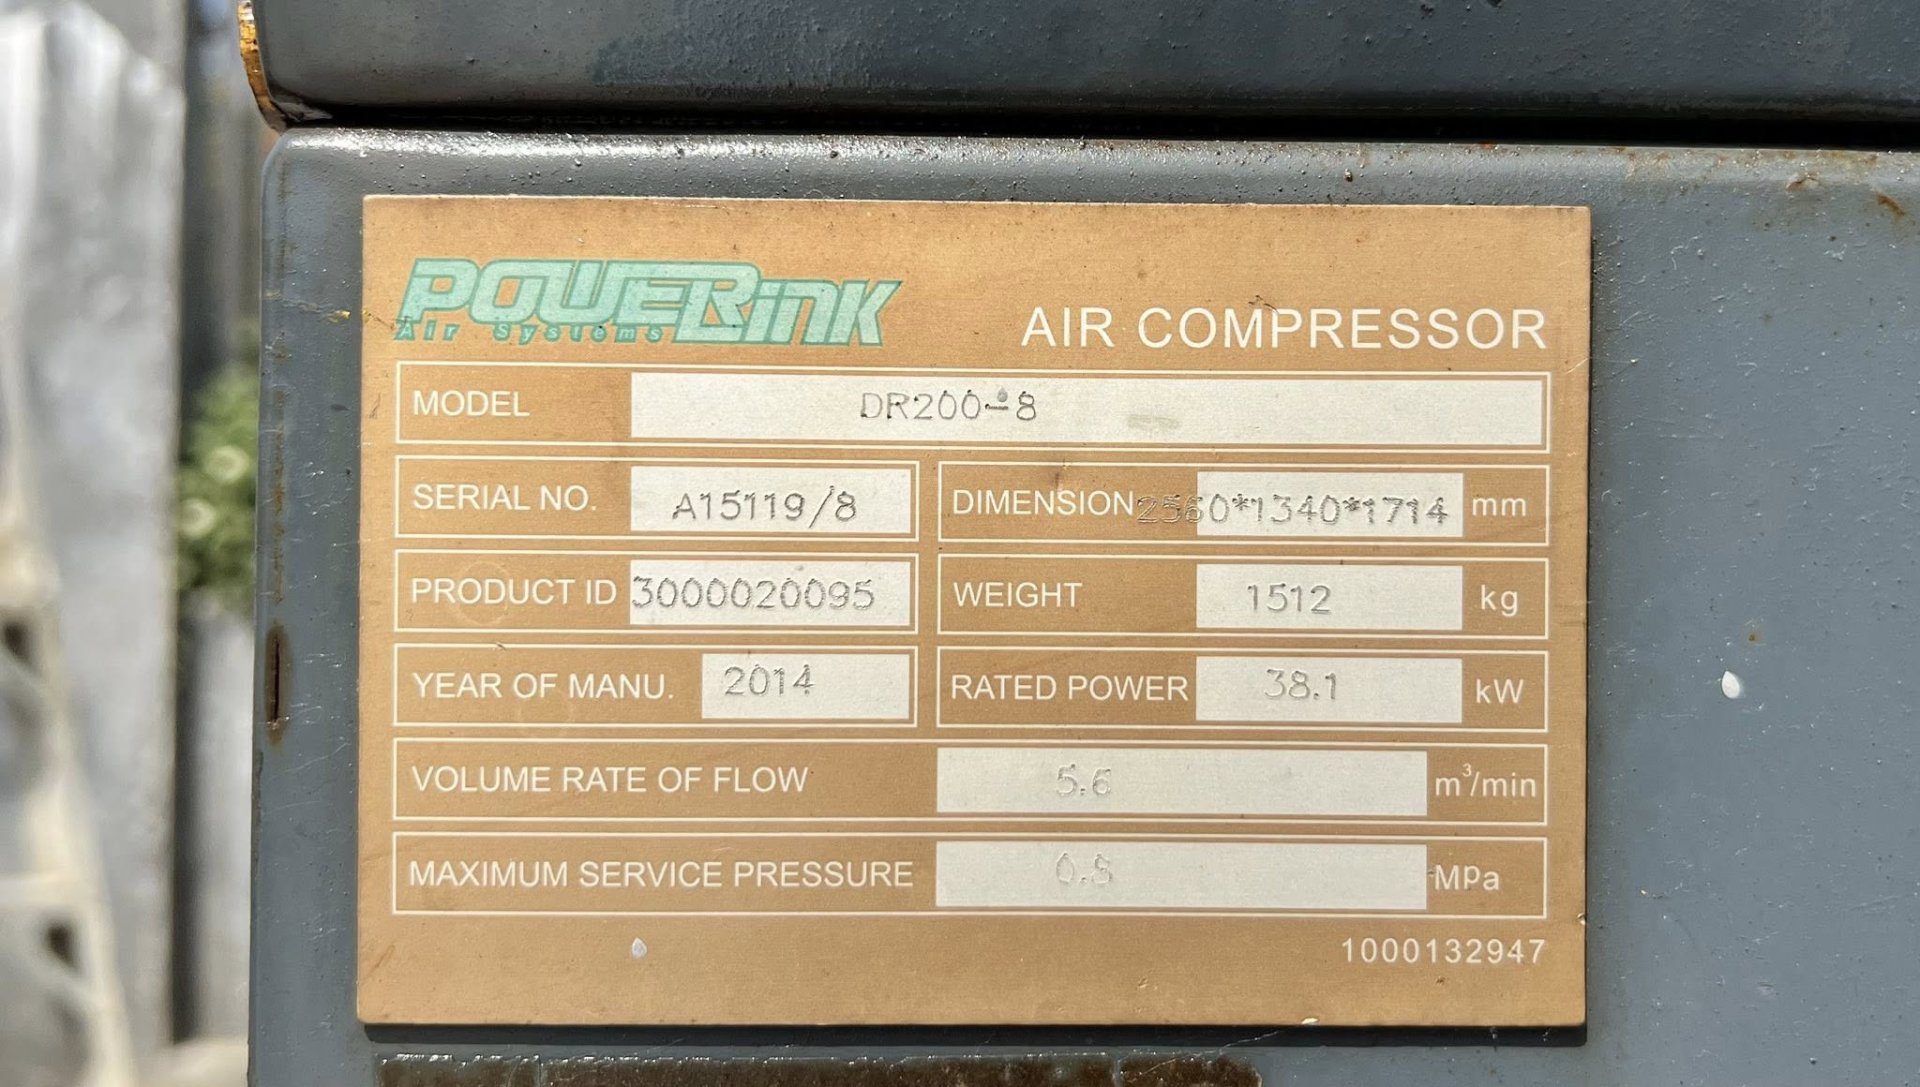 POWERLINK
Air Systems
AIR COMPRESSOR
MODEL DR200-8
SERIAL NO. A15119/8
DIMENSION 2560*1340*1714 mm
PRODUCT ID 3000020095
WEIGHT 1512 kg
YEAR OF MANU. 2014
RATED POWER 38.1 kW
VOLUME RATE OF FLOW 5.6 m³/min
MAXIMUM SERVICE PRESSURE 0.8 MPa
1000132947